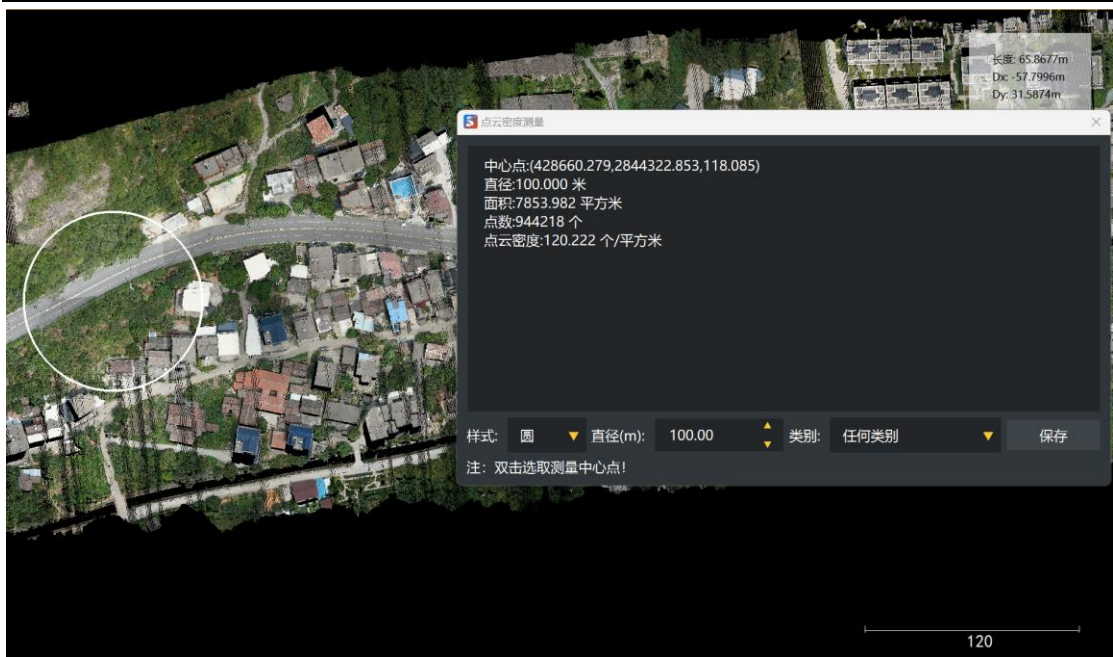 长度: 65.8677m
Dx: -57.7996m
Dy: 31.5874m
点云密度测量
中心点:(428660.279,2844322.853,118.085)
直径:100.000 米
面积:7853.982 平方米
点数:944218 个
点云密度:120.222 个/平方米
样式: 圆 直径(m): 100.00 类别: 任何类别 保存
注: 双击选取测量中心点!
120